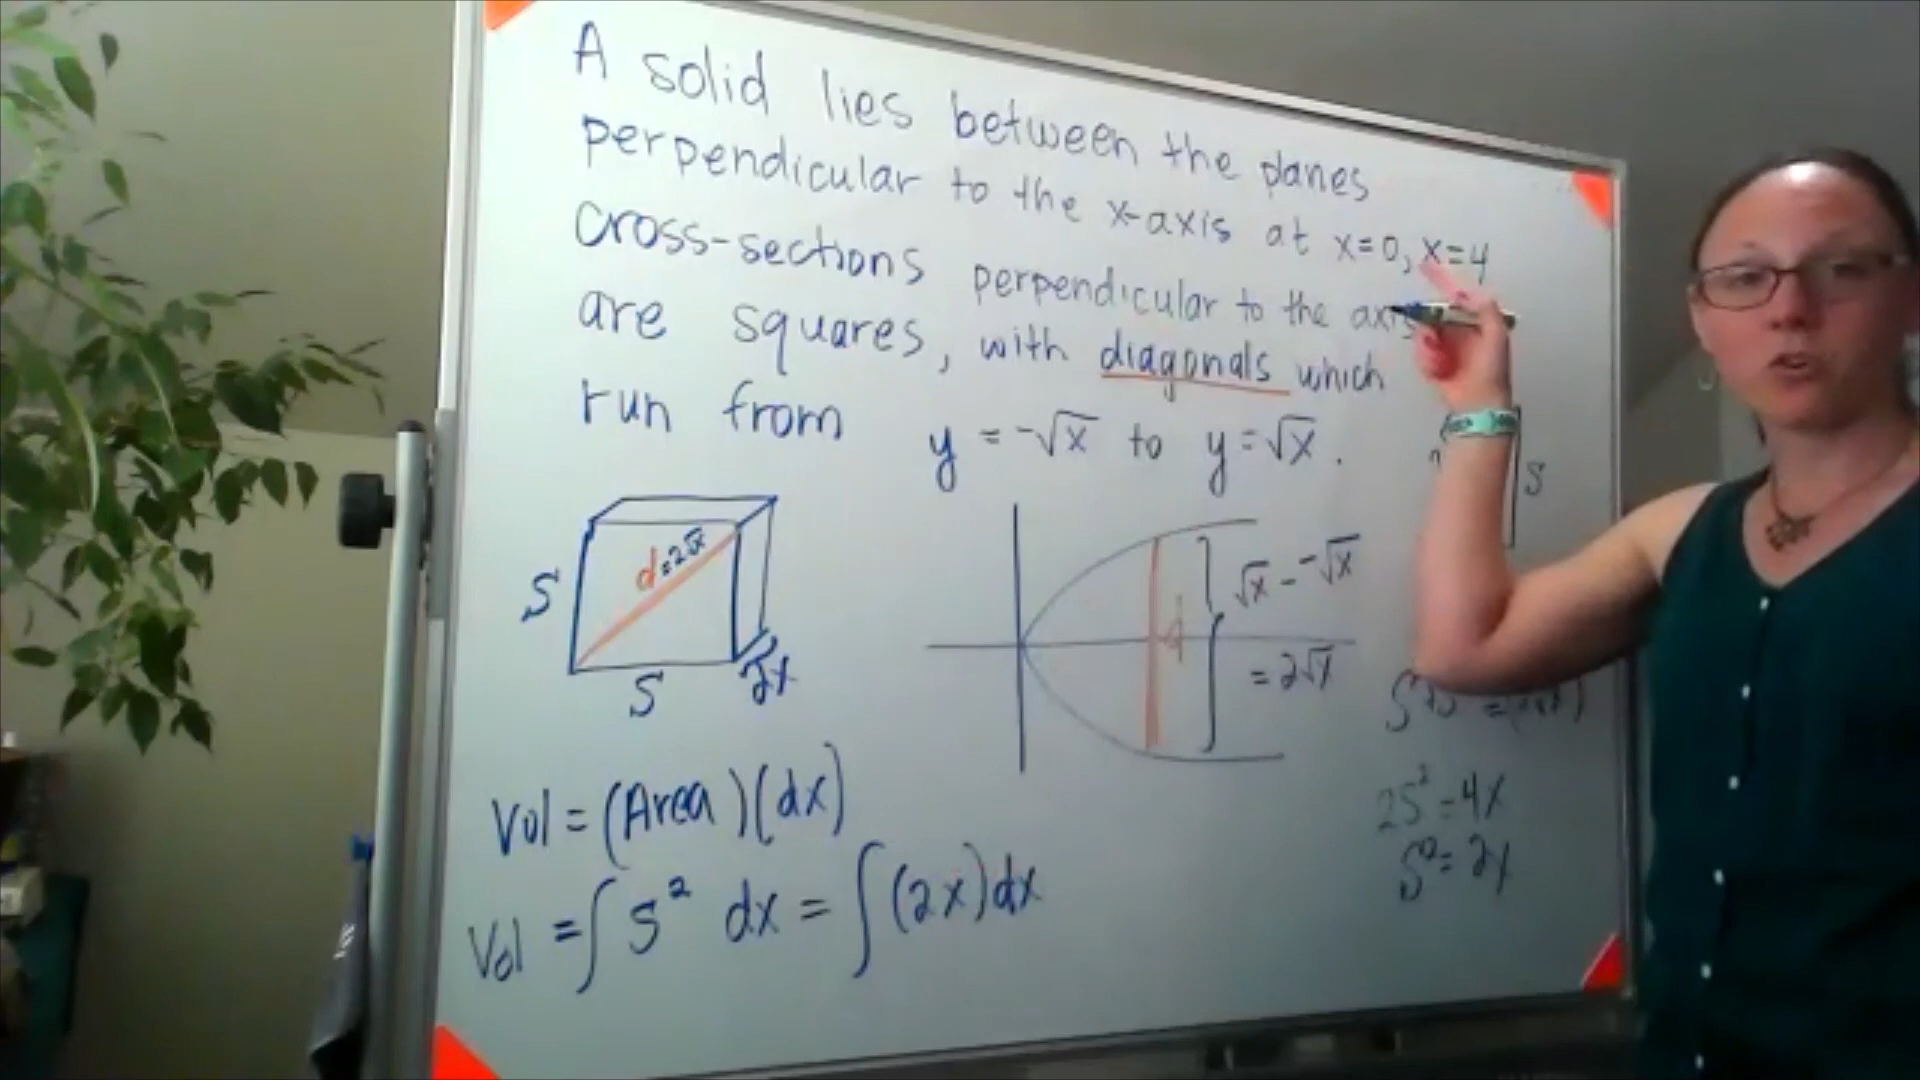 A solid lies between the planes
perpendicular to the x-axis at x=0, x=4
cross-sections perpendicular to the axis
are squares, with diagonals which
run from y = -√x to y = √x.
S
d=2√x
S
d
√x - -√x
= 2√x
S
2S² = 4x
S² = 2x
Vol = (Area)(dx)
Vol = ∫ S² dx = ∫ (2x)dx